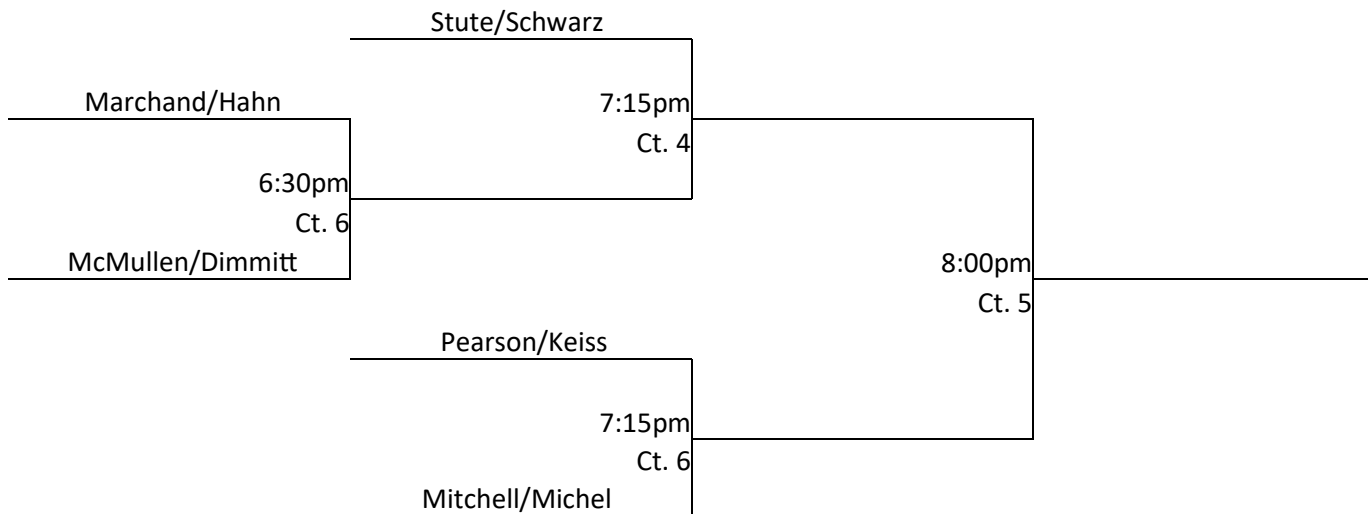 Stute/Schwarz
Marchand/Hahn
7:15pm
Ct. 4
6:30pm
Ct. 6
McMullen/Dimmitt
8:00pm
Ct. 5
Pearson/Keiss
7:15pm
Ct. 6
Mitchell/Michel